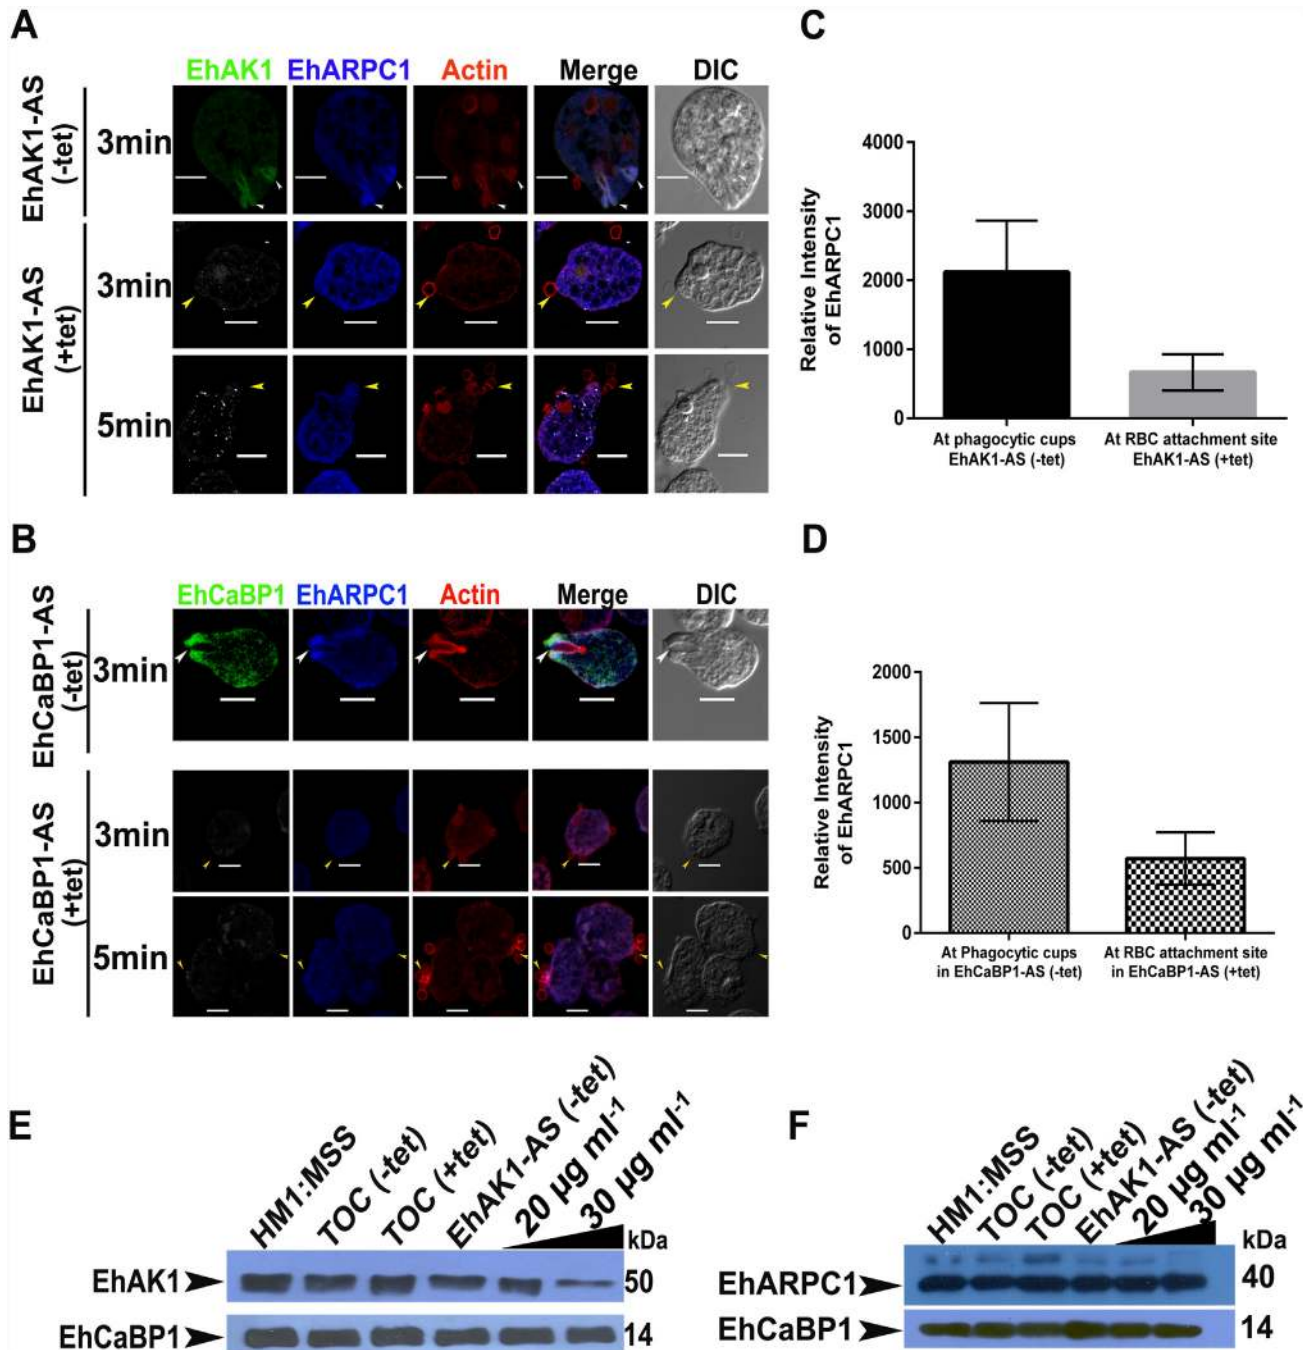 A
EhAK1 EhARPC1 Actin Merge DIC
EhAK1-AS
(-tet)
3min
EhAK1-AS
(+tet)
3min
5min
B
EhCaBP1 EhARPC1 Actin Merge DIC
EhCaBP1-AS
(-tet)
3min
EhCaBP1-AS
(+tet)
3min
5min
C
Relative Intensity
of EhARPC1
4000
3000
2000
1000
0
At phagocytic cups
EhAK1-AS (-tet)
At RBC attachment site
EhAK1-AS (+tet)
D
Relative Intensity
of EhARPC1
2000
1500
1000
500
0
At Phagocytic cups
in EhCaBP1-AS (-tet)
At RBC attachment site
in EhCaBP1-AS (+tet)
E
HM1:MSS
TOC (-tet)
TOC (+tet)
EhAK1-AS (-tet)
20 µg ml-1
30 µg ml-1
kDa
EhAK1 50
EhCaBP1 14
F
HM1:MSS
TOC (-tet)
TOC (+tet)
EhAK1-AS (-tet)
20 µg ml-1
30 µg ml-1
kDa
EhARPC1 40
EhCaBP1 14